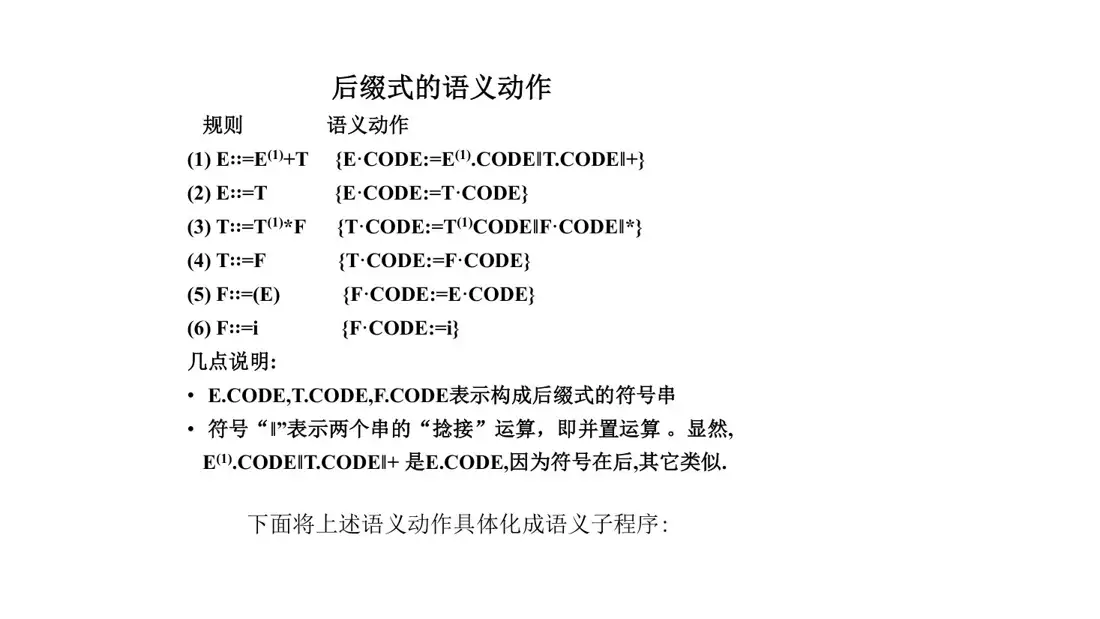 后缀式的语义动作
规则 语义动作
(1) E∷=E⁽¹⁾+T {E·CODE:=E⁽¹⁾.CODE‖T.CODE‖+}
(2) E∷=T {E·CODE:=T·CODE}
(3) T∷=T⁽¹⁾*F {T·CODE:=T⁽¹⁾CODE‖F·CODE‖*}
(4) T∷=F {T·CODE:=F·CODE}
(5) F∷=(E) {F·CODE:=E·CODE}
(6) F∷=i {F·CODE:=i}
几点说明:
• E.CODE,T.CODE,F.CODE表示构成后缀式的符号串
• 符号“‖”表示两个串的“捻接”运算，即并置运算 。显然,
E⁽¹⁾.CODE‖T.CODE‖+ 是E.CODE,因为符号在后,其它类似.
下面将上述语义动作具体化成语义子程序: